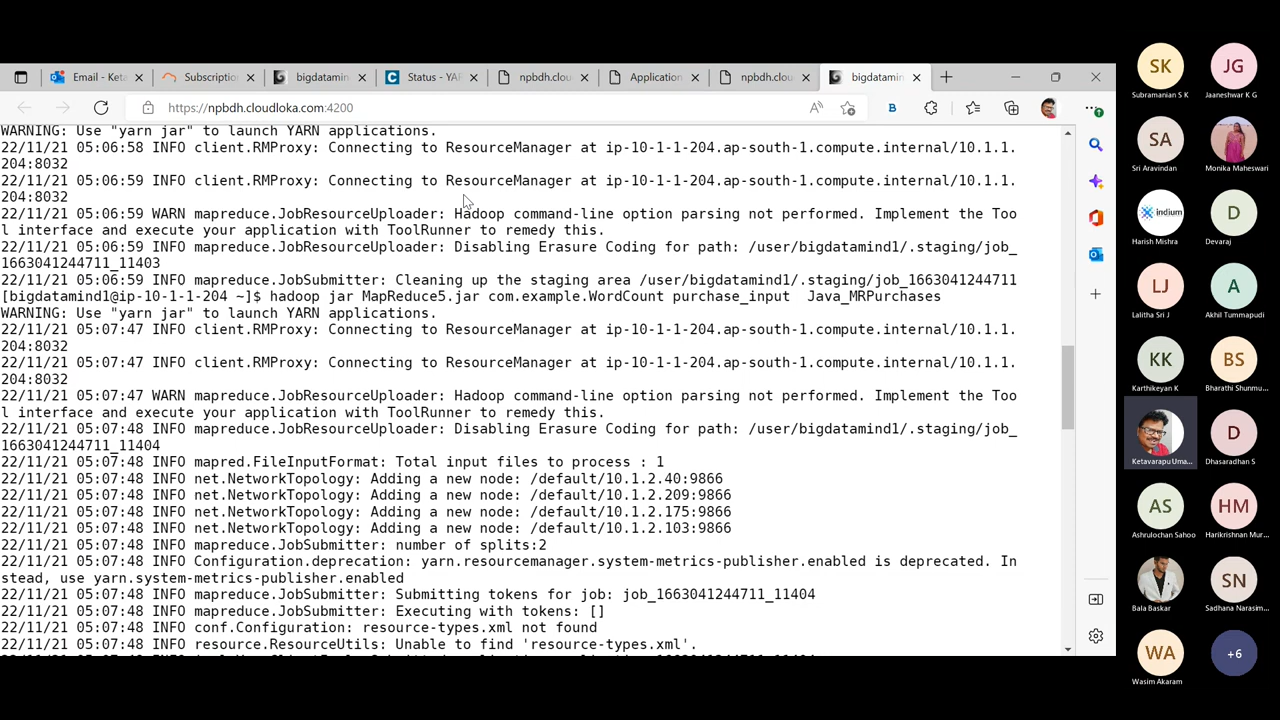 Email - Keta
Subscriptio
bigdatamin
Status - YAR
npbdh.clou
Application
npbdh.clou
bigdatamin
https://npbdh.cloudloka.com:4200
WARNING: Use "yarn jar" to launch YARN applications.
22/11/21 05:06:58 INFO client.RMProxy: Connecting to ResourceManager at ip-10-1-1-204.ap-south-1.compute.internal/10.1.1.
204:8032
22/11/21 05:06:59 INFO client.RMProxy: Connecting to ResourceManager at ip-10-1-1-204.ap-south-1.compute.internal/10.1.1.
204:8032
22/11/21 05:06:59 WARN mapreduce.JobResourceUploader: Hadoop command-line option parsing not performed. Implement the Too
l interface and execute your application with ToolRunner to remedy this.
22/11/21 05:06:59 INFO mapreduce.JobResourceUploader: Disabling Erasure Coding for path: /user/bigdatamind1/.staging/job_
1663041244711_11403
22/11/21 05:06:59 INFO mapreduce.JobSubmitter: Cleaning up the staging area /user/bigdatamind1/.staging/job_1663041244711
[bigdatamind1@ip-10-1-1-204 ~]$ hadoop jar MapReduce5.jar com.example.WordCount purchase_input  Java_MRPurchases
WARNING: Use "yarn jar" to launch YARN applications.
22/11/21 05:07:47 INFO client.RMProxy: Connecting to ResourceManager at ip-10-1-1-204.ap-south-1.compute.internal/10.1.1.
204:8032
22/11/21 05:07:47 INFO client.RMProxy: Connecting to ResourceManager at ip-10-1-1-204.ap-south-1.compute.internal/10.1.1.
204:8032
22/11/21 05:07:47 WARN mapreduce.JobResourceUploader: Hadoop command-line option parsing not performed. Implement the Too
l interface and execute your application with ToolRunner to remedy this.
22/11/21 05:07:48 INFO mapreduce.JobResourceUploader: Disabling Erasure Coding for path: /user/bigdatamind1/.staging/job_
1663041244711_11404
22/11/21 05:07:48 INFO mapred.FileInputFormat: Total input files to process : 1
22/11/21 05:07:48 INFO net.NetworkTopology: Adding a new node: /default/10.1.2.40:9866
22/11/21 05:07:48 INFO net.NetworkTopology: Adding a new node: /default/10.1.2.209:9866
22/11/21 05:07:48 INFO net.NetworkTopology: Adding a new node: /default/10.1.2.175:9866
22/11/21 05:07:48 INFO net.NetworkTopology: Adding a new node: /default/10.1.2.103:9866
22/11/21 05:07:48 INFO mapreduce.JobSubmitter: number of splits:2
22/11/21 05:07:48 INFO Configuration.deprecation: yarn.resourcemanager.system-metrics-publisher.enabled is deprecated. In
stead, use yarn.system-metrics-publisher.enabled
22/11/21 05:07:48 INFO mapreduce.JobSubmitter: Submitting tokens for job: job_1663041244711_11404
22/11/21 05:07:48 INFO mapreduce.JobSubmitter: Executing with tokens: []
22/11/21 05:07:48 INFO conf.Configuration: resource-types.xml not found
22/11/21 05:07:48 INFO resource.ResourceUtils: Unable to find 'resource-types.xml'.
SK
Subramanian S K
JG
Jaaneshwar K G
SA
Sri Aravindan
Monika Maheswari
indium
Harish Mishra
D
Devaraj
LJ
Lalitha Sri J
A
Akhil Tummapudi
KK
Karthikeyan K
BS
Bharathi Shunmu...
Ketavarapu Uma...
D
Dhasaradhan S
AS
Ashrulochan Sahoo
HM
Harikrishnan Mur...
Bala Baskar
SN
Sadhana Narasim...
WA
Wasim Akaram
+6